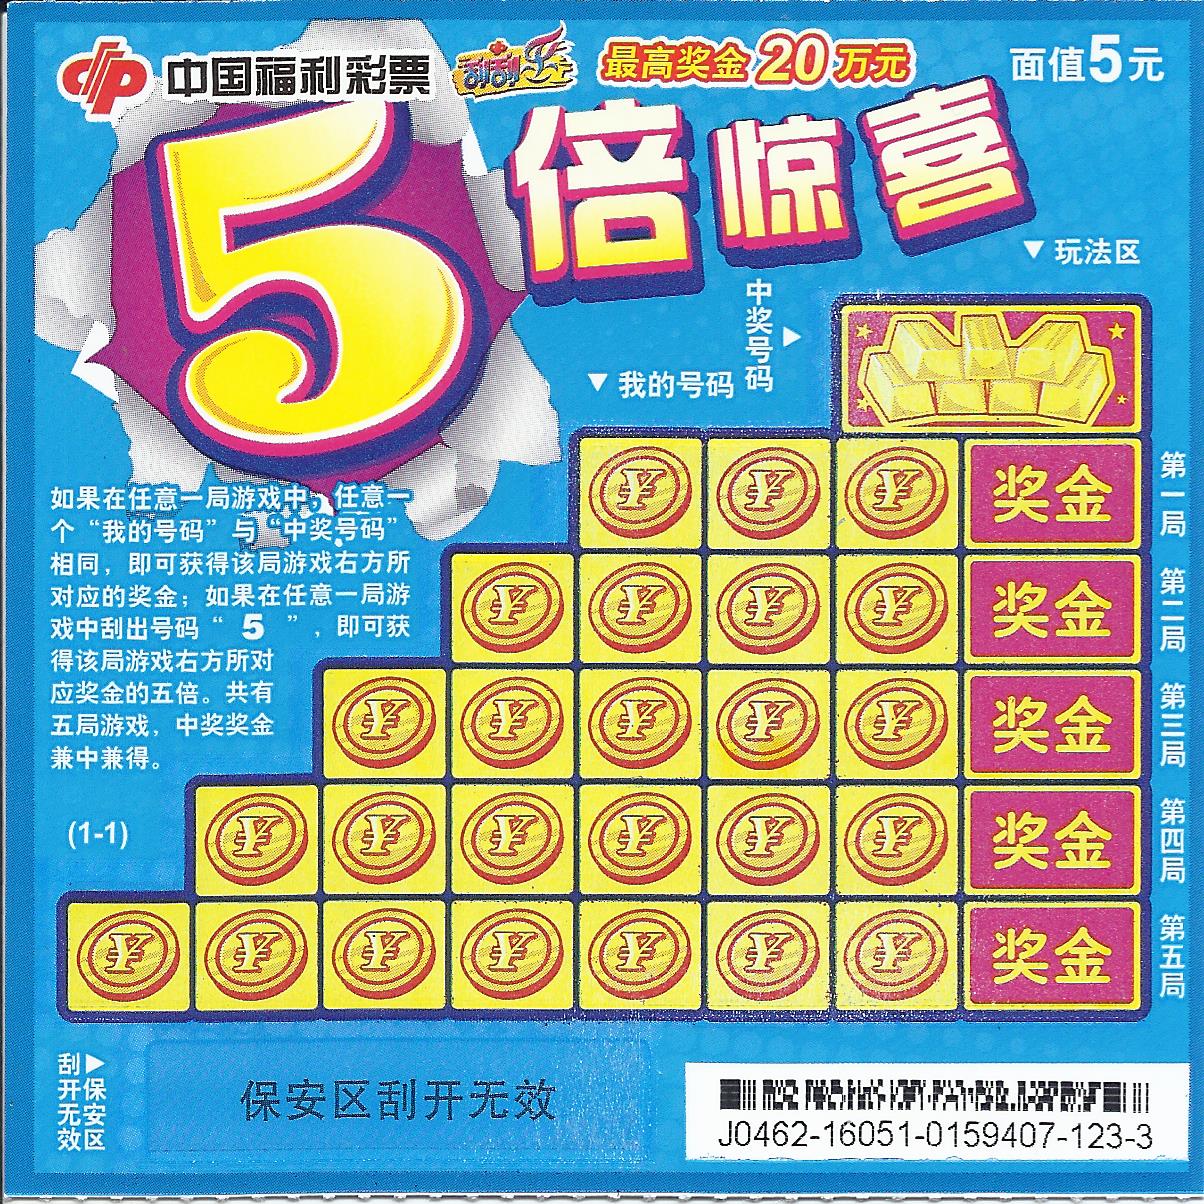 中国福利彩票
刮刮乐
最高奖金20万元
面值5元
5倍惊喜
▼玩法区
中奖号码▶
▼我的号码
如果在任意一局游戏中，任意一
个“我的号码”与“中奖号码”
相同，即可获得该局游戏右方所
对应的奖金；如果在任意一局游
戏中刮出号码“5”，即可获
得该局游戏右方所对
应奖金的五倍。共有
五局游戏，中奖奖金
兼中兼得。
(1-1)
¥ ¥ ¥ 奖金 第一局
¥ ¥ ¥ ¥ 奖金 第二局
¥ ¥ ¥ ¥ ¥ 奖金 第三局
¥ ¥ ¥ ¥ ¥ ¥ 奖金 第四局
¥ ¥ ¥ ¥ ¥ ¥ ¥ 奖金 第五局
▶保安区
刮开无效
保安区刮开无效
J0462-16051-0159407-123-3